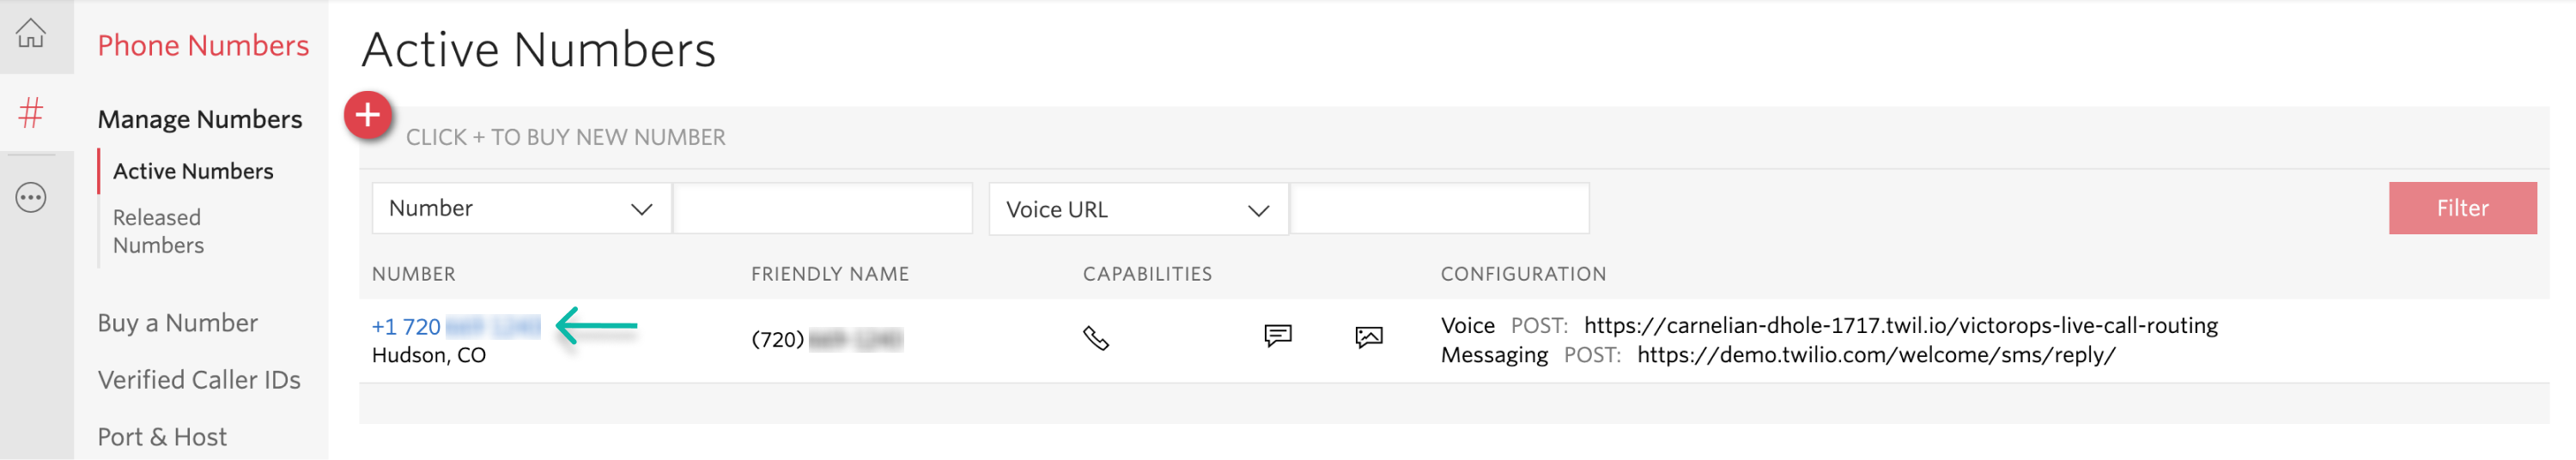 Phone Numbers
Manage Numbers
Active Numbers
Released
Numbers
Buy a Number
Verified Caller IDs
Port & Host
Active Numbers
+
CLICK + TO BUY NEW NUMBER
Number
Voice URL
Filter
NUMBER FRIENDLY NAME CAPABILITIES CONFIGURATION
+1 720
Hudson, CO
(720)
Voice POST: https://carnelian-dhole-1717.twil.io/victorops-live-call-routing
Messaging POST: https://demo.twilio.com/welcome/sms/reply/